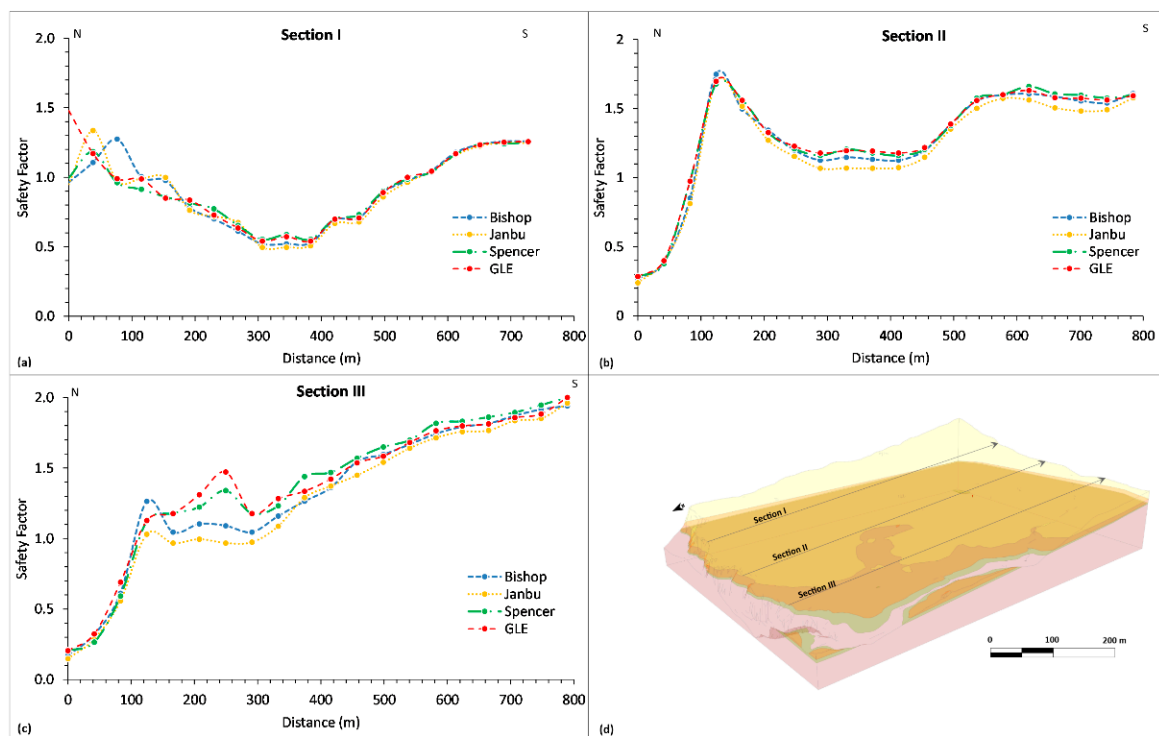 Section I
N
S
Safety Factor
2.0
1.5
1.0
0.5
0.0
0 100 200 300 400 500 600 700 800
Distance (m)
Bishop
Janbu
Spencer
GLE
(a)
Section II
N
S
Safety Factor
2
1.5
1
0.5
0
0 100 200 300 400 500 600 700 800
Distance (m)
Bishop
Janbu
Spencer
GLE
(b)
Section III
N
S
Safety Factor
2.0
1.5
1.0
0.5
0.0
0 100 200 300 400 500 600 700 800
Distance (m)
Bishop
Janbu
Spencer
GLE
(c)
Section I
Section II
Section III
0 100 200 m
(d)